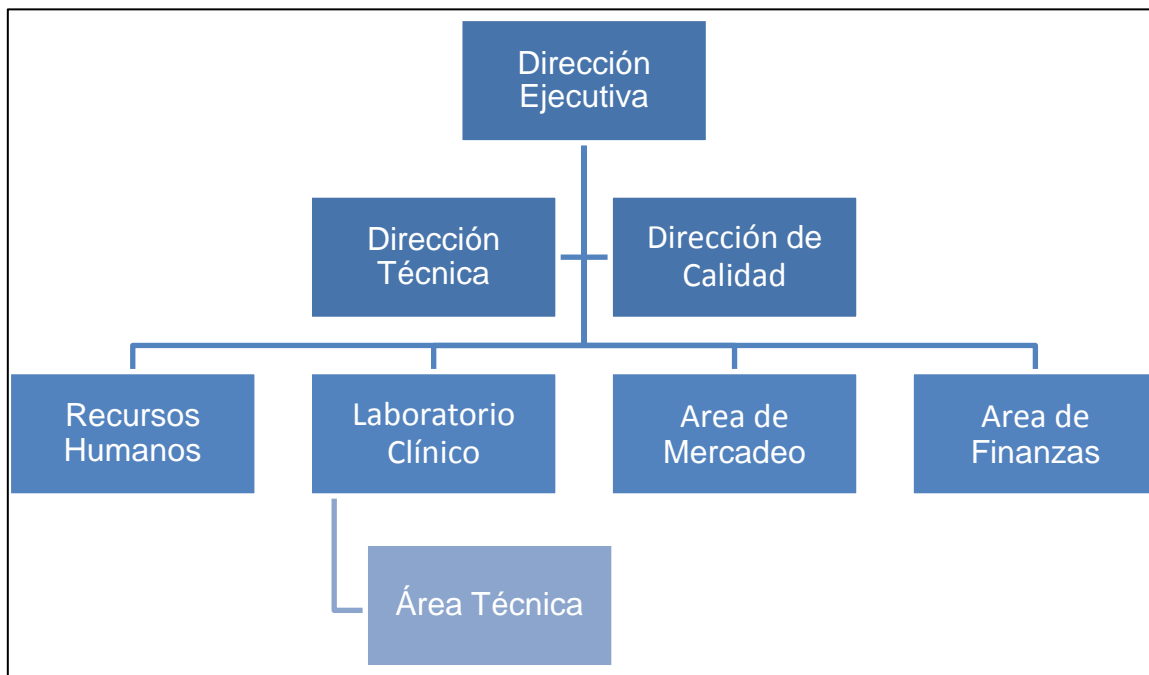 Dirección
Ejecutiva
Dirección
Técnica
Dirección de
Calidad
Recursos
Humanos
Laboratorio
Clínico
Area de
Mercadeo
Area de
Finanzas
Área Técnica